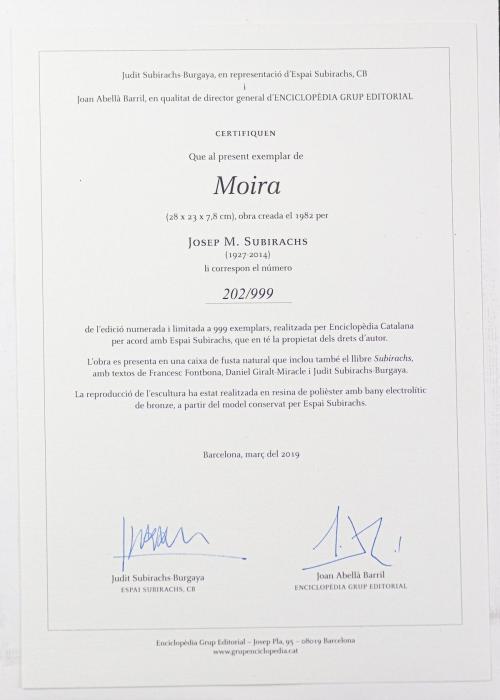 Judit Subirachs-Burgaya, en representació d'Espai Subirachs, CB
i
Joan Abellà Barril, en qualitat de director general d'ENCICLOPÈDIA GRUP EDITORIAL
CERTIFIQUEN
Que al present exemplar de
Moira
(28 x 23 x 7,8 cm), obra creada el 1982 per
JOSEP M. SUBIRACHS
(1927-2014)
li correspon el número
202/999
de l'edició numerada i limitada a 999 exemplars, realitzada per Enciclopèdia Catalana
per acord amb Espai Subirachs, que en té la propietat dels drets d'autor.
L'obra es presenta en una caixa de fusta natural que inclou també el llibre Subirachs,
amb textos de Francesc Fontbona, Daniel Giralt-Miracle i Judit Subirachs-Burgaya.
La reproducció de l'escultura ha estat realitzada en resina de polièster amb bany electrolític
de bronze, a partir del model conservat per Espai Subirachs.
Barcelona, març del 2019
Judit Subirachs-Burgaya
ESPAI SUBIRACHS, CB
Joan Abellà Barril
ENCICLOPÈDIA GRUP EDITORIAL
Enciclopèdia Grup Editorial – Josep Pla, 95 – 08019 Barcelona
www.grupenciclopedia.cat